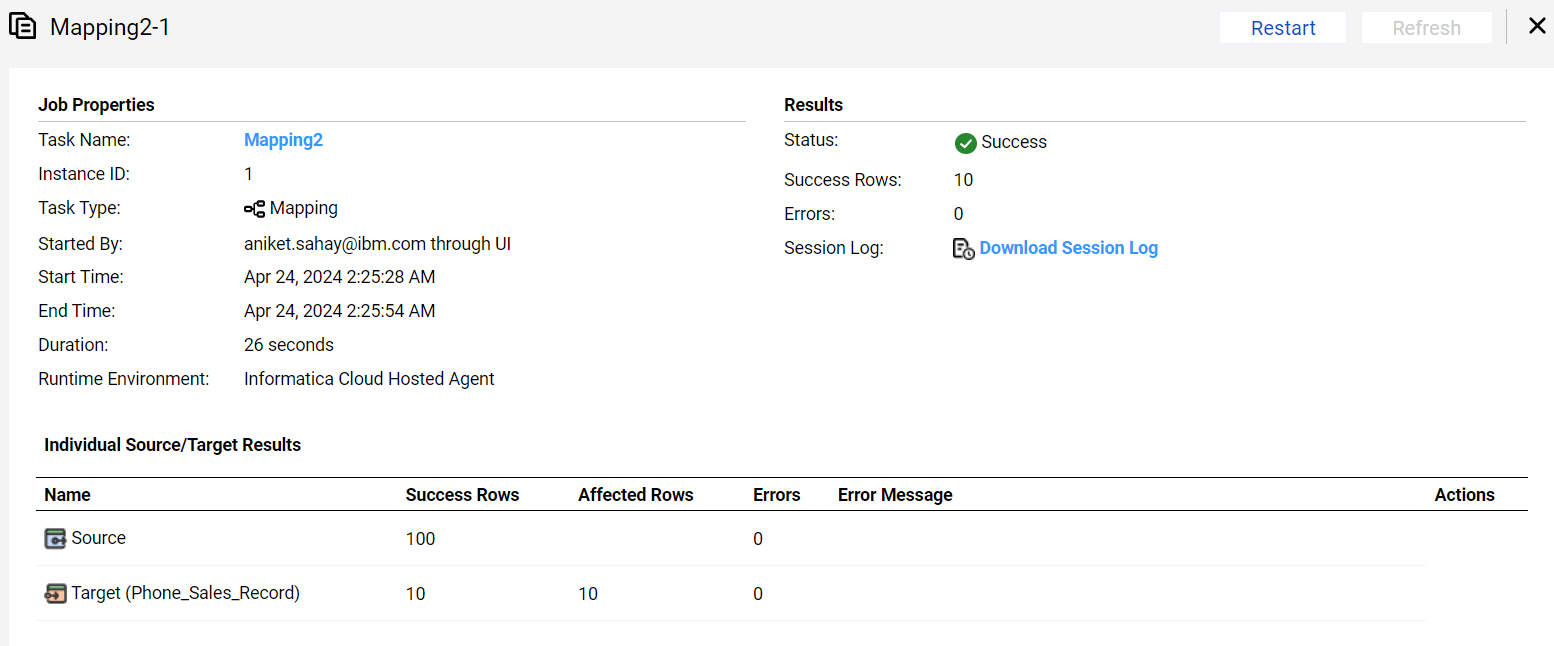 Mapping2-1
Restart
Refresh
Job Properties
Task Name: Mapping2
Instance ID: 1
Task Type: Mapping
Started By: aniket.sahay@ibm.com through UI
Start Time: Apr 24, 2024 2:25:28 AM
End Time: Apr 24, 2024 2:25:54 AM
Duration: 26 seconds
Runtime Environment: Informatica Cloud Hosted Agent
Results
Status: Success
Success Rows: 10
Errors: 0
Session Log: Download Session Log
Individual Source/Target Results
Name Success Rows Affected Rows Errors Error Message Actions
Source 100 0
Target (Phone_Sales_Record) 10 10 0